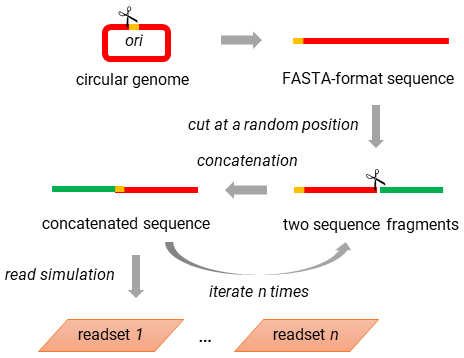 ori
circular genome
FASTA-format sequence
cut at a random position
concatenation
concatenated sequence
two sequence fragments
read simulation
iterate n times
readset 1
...
readset n